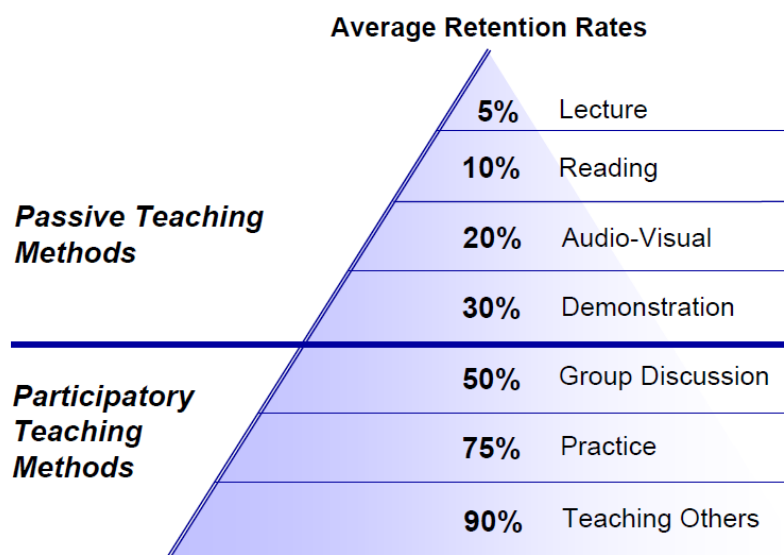 Average Retention Rates
5% Lecture
10% Reading
Passive Teaching
Methods
20% Audio-Visual
30% Demonstration
50% Group Discussion
Participatory
Teaching
Methods
75% Practice
90% Teaching Others